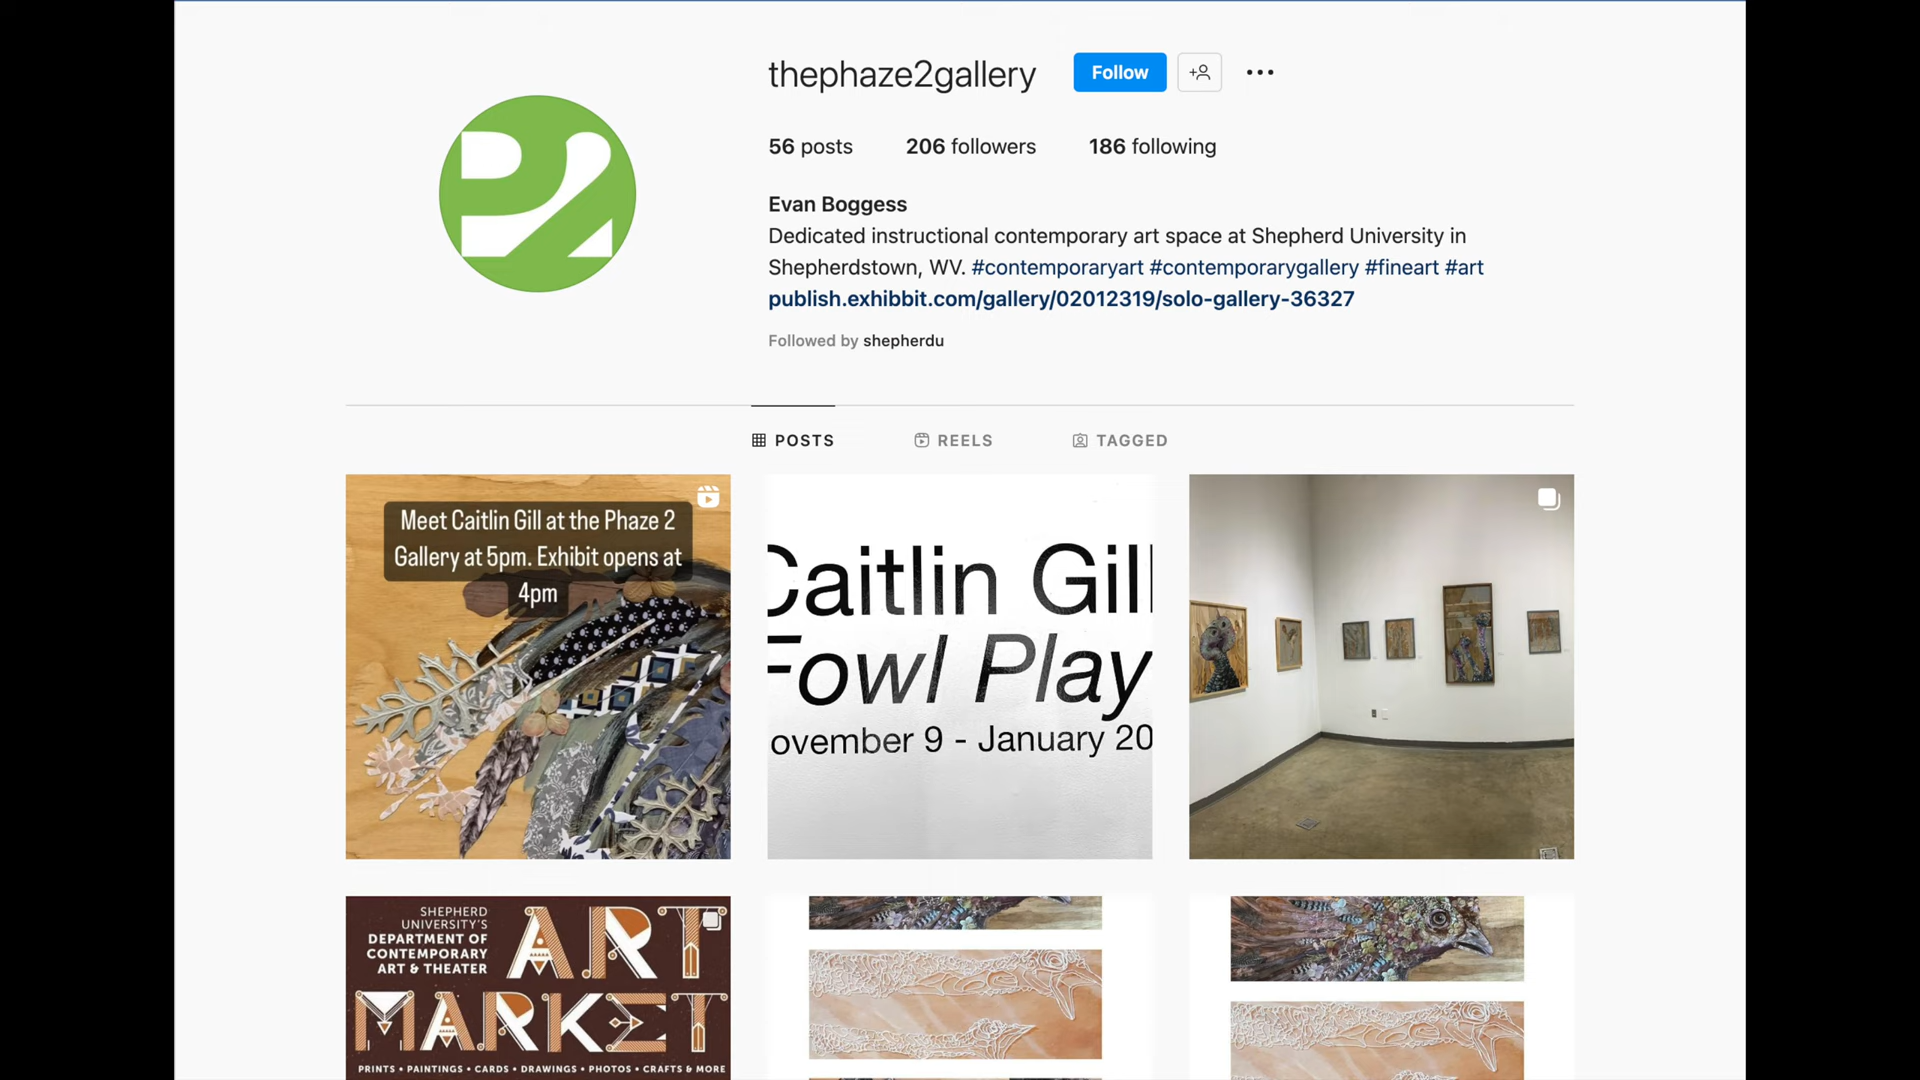 thephaze2gallery Follow
56 posts 206 followers 186 following
P2
Evan Boggess
Dedicated instructional contemporary art space at Shepherd University in
Shepherdstown, WV. #contemporaryart #contemporarygallery #fineart #art
publish.exhibbit.com/gallery/02012319/solo-gallery-36327
Followed by shepherdu
POSTS REELS TAGGED
Meet Caitlin Gill at the Phaze 2
Gallery at 5pm. Exhibit opens at
4pm
Caitlin Gill
Fowl Play
ovember 9 - January 20
SHEPHERD
UNIVERSITY'S
DEPARTMENT OF
CONTEMPORARY
ART & THEATER
ART
MARKET
PRINTS • PAINTINGS • CARDS • DRAWINGS • PHOTOS • CRAFTS & MORE